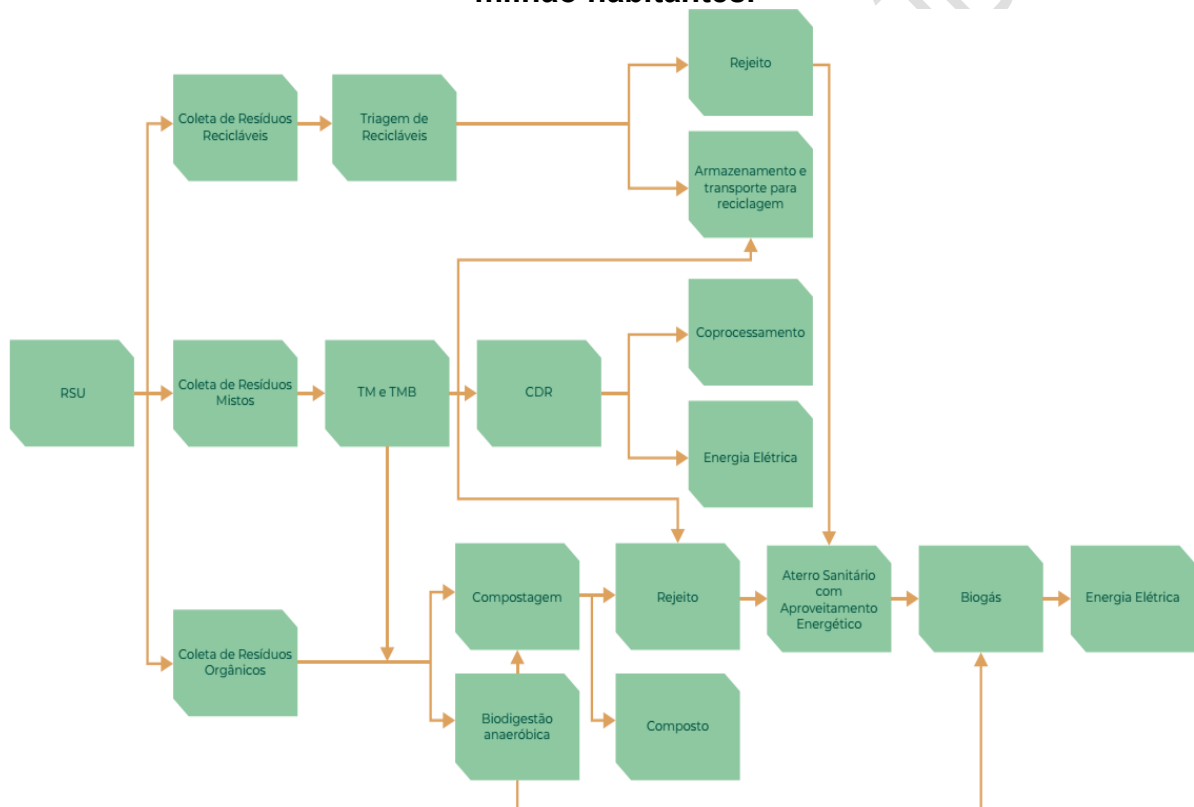 milhão habitantes.
Rejeito
Coleta de Resíduos
Recicláveis
Triagem de
Recicláveis
Armazenamento e
transporte para
reciclagem
Coprocessamento
RSU
Coleta de Resíduos
Mistos
TM e TMB
CDR
Energia Elétrica
Compostagem
Rejeito
Aterro Sanitário
com
Aproveitamento
Energético
Biogás
Energia Elétrica
Coleta de Resíduos
Orgânicos
Biodigestão
anaeróbica
Composto